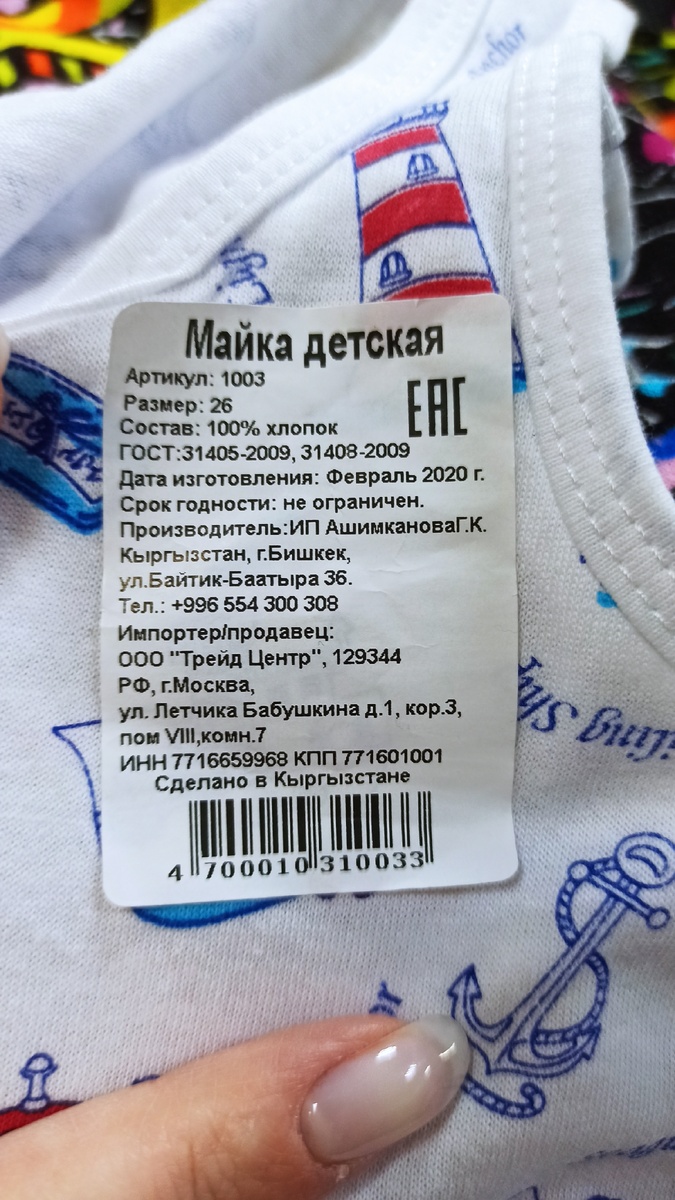 anchor
Майка детская
Артикул: 1003
EAC
Размер: 26
Состав: 100% хлопок
ГОСТ:31405-2009, 31408-2009
Дата изготовления: Февраль 2020 г.
Срок годности: не ограничен.
Производитель:ИП АшимкановаГ.К.
Кыргызстан, г.Бишкек,
ул.Байтик-Баатыра 36.
Тел.: +996 554 300 308
Импортер/продавец:
ООО "Трейд Центр", 129344
РФ, г.Москва,
ул. Летчика Бабушкина д.1, кор.3,
пом VIII,комн.7
ИНН 7716659968 КПП 771601001
Сделано в Кыргызстане
4 700010 310033